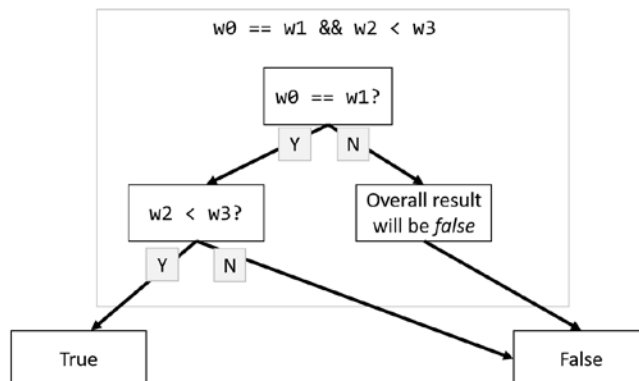 w0 == w1 && w2 < w3
w0 == w1?
Y
N
w2 < w3?
Overall result
will be false
Y
N
True
False